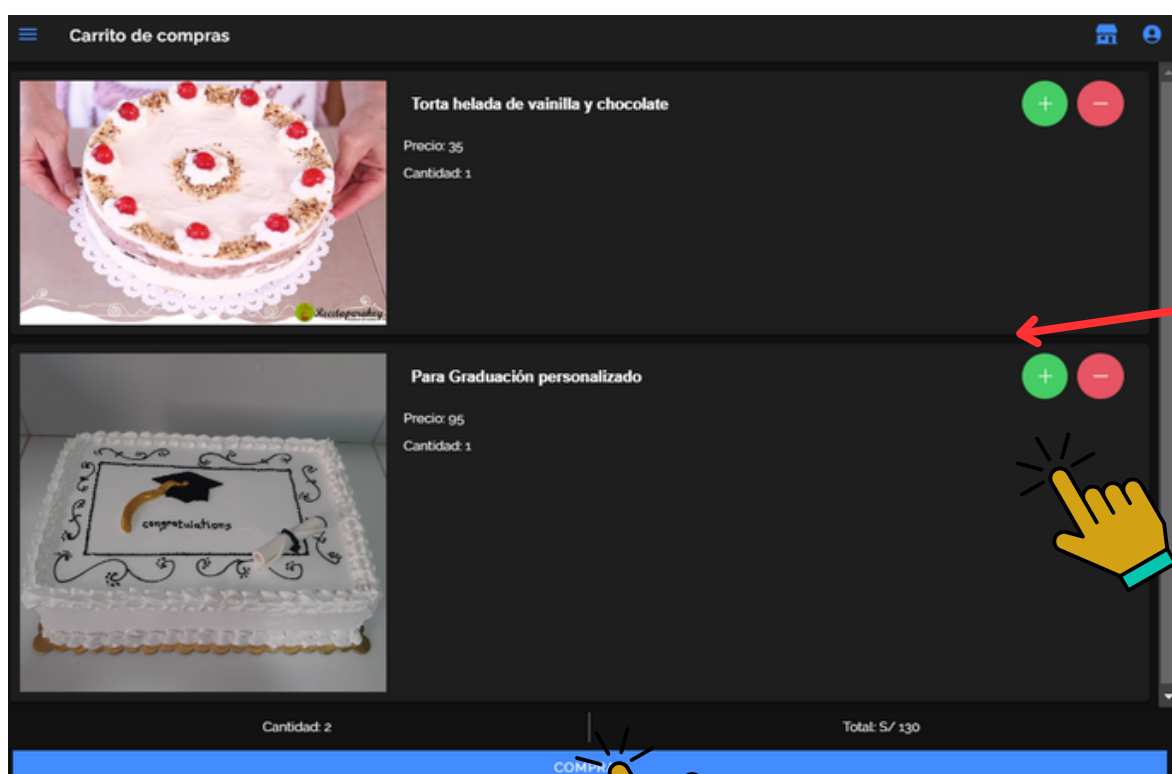 Carrito de compras
Torta helada de vainilla y chocolate
Precio: 35
Cantidad: 1
Recetaparahoy
Para Graduación personalizado
Precio: 95
Cantidad: 1
congratulations
Cantidad: 2
Total: S/ 130